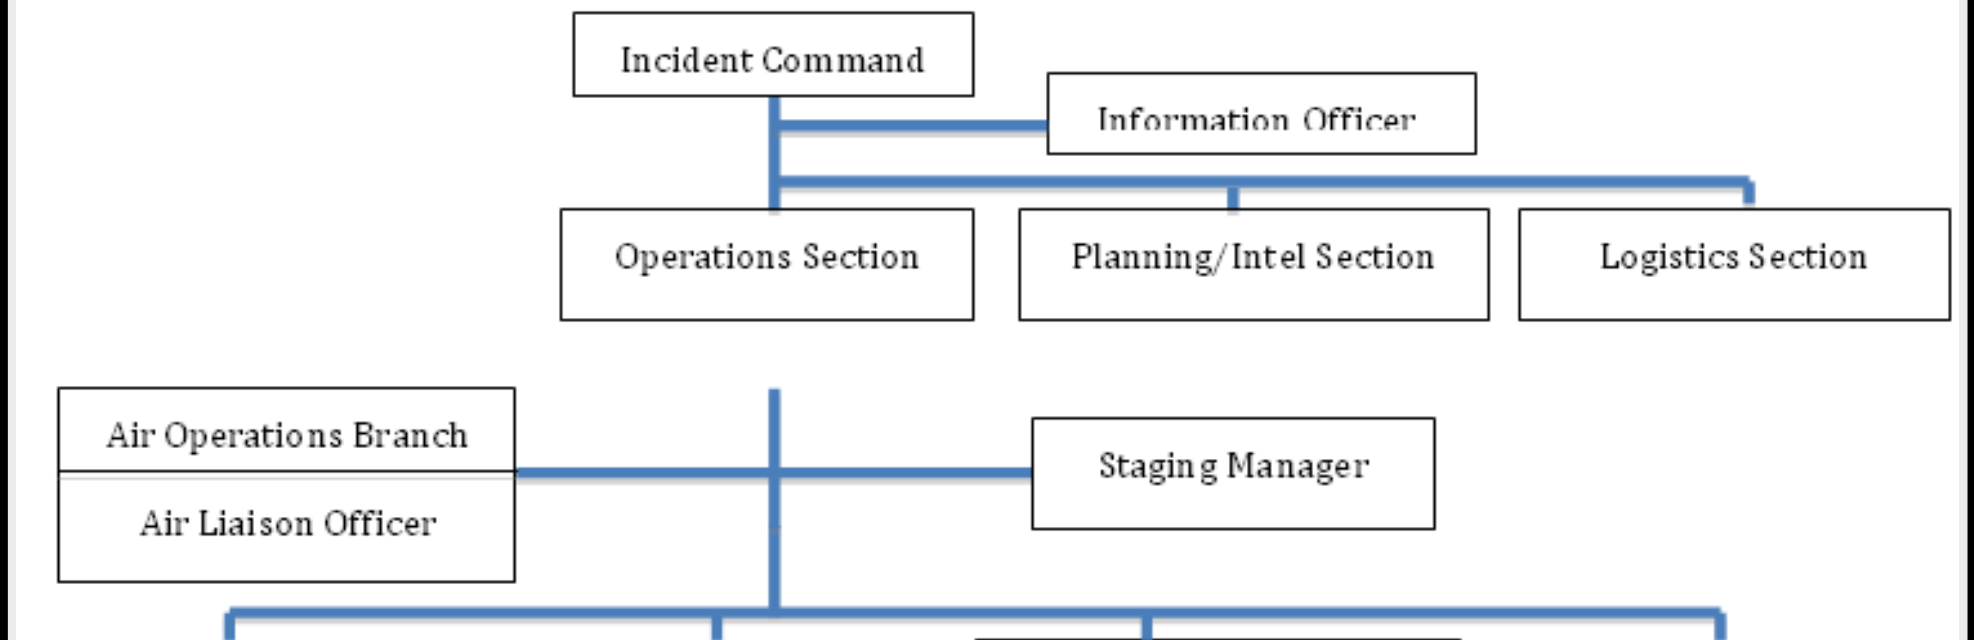 Incident Command
Information Officer
Operations Section
Planning/Intel Section
Logistics Section
Air Operations Branch
Staging Manager
Air Liaison Officer